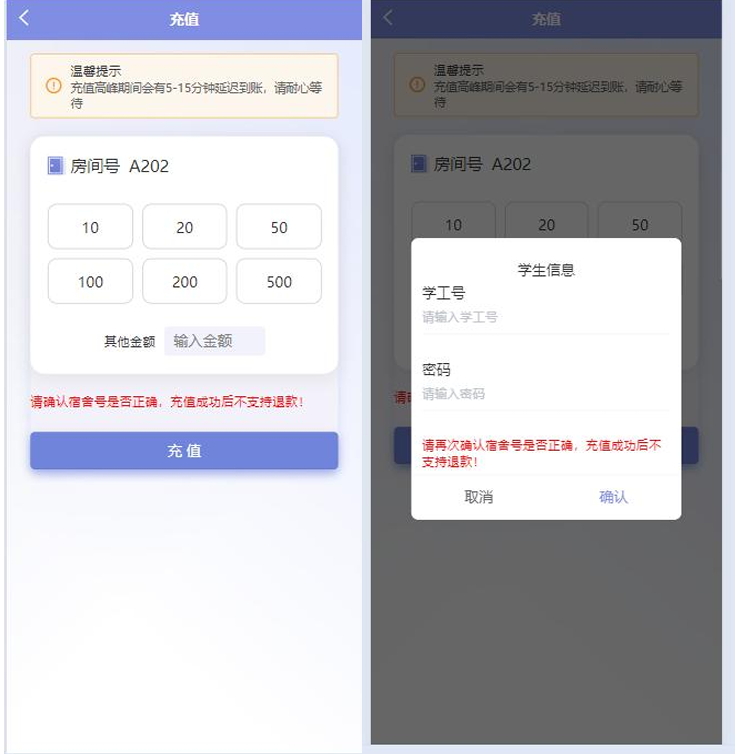 充值
温馨提示
充值高峰期间会有5-15分钟延迟到账，请耐心等
待
房间号 A202
10 20 50
100 200 500
其他金额 输入金额
请确认宿舍号是否正确，充值成功后不支持退款！
充 值
充值
温馨提示
充值高峰期间会有5-15分钟延迟到账，请耐心等
待
房间号 A202
10 20 50
学生信息
学工号
请输入学工号
密码
请输入密码
请再次确认宿舍号是否正确，充值成功后不
支持退款！
取消 确认